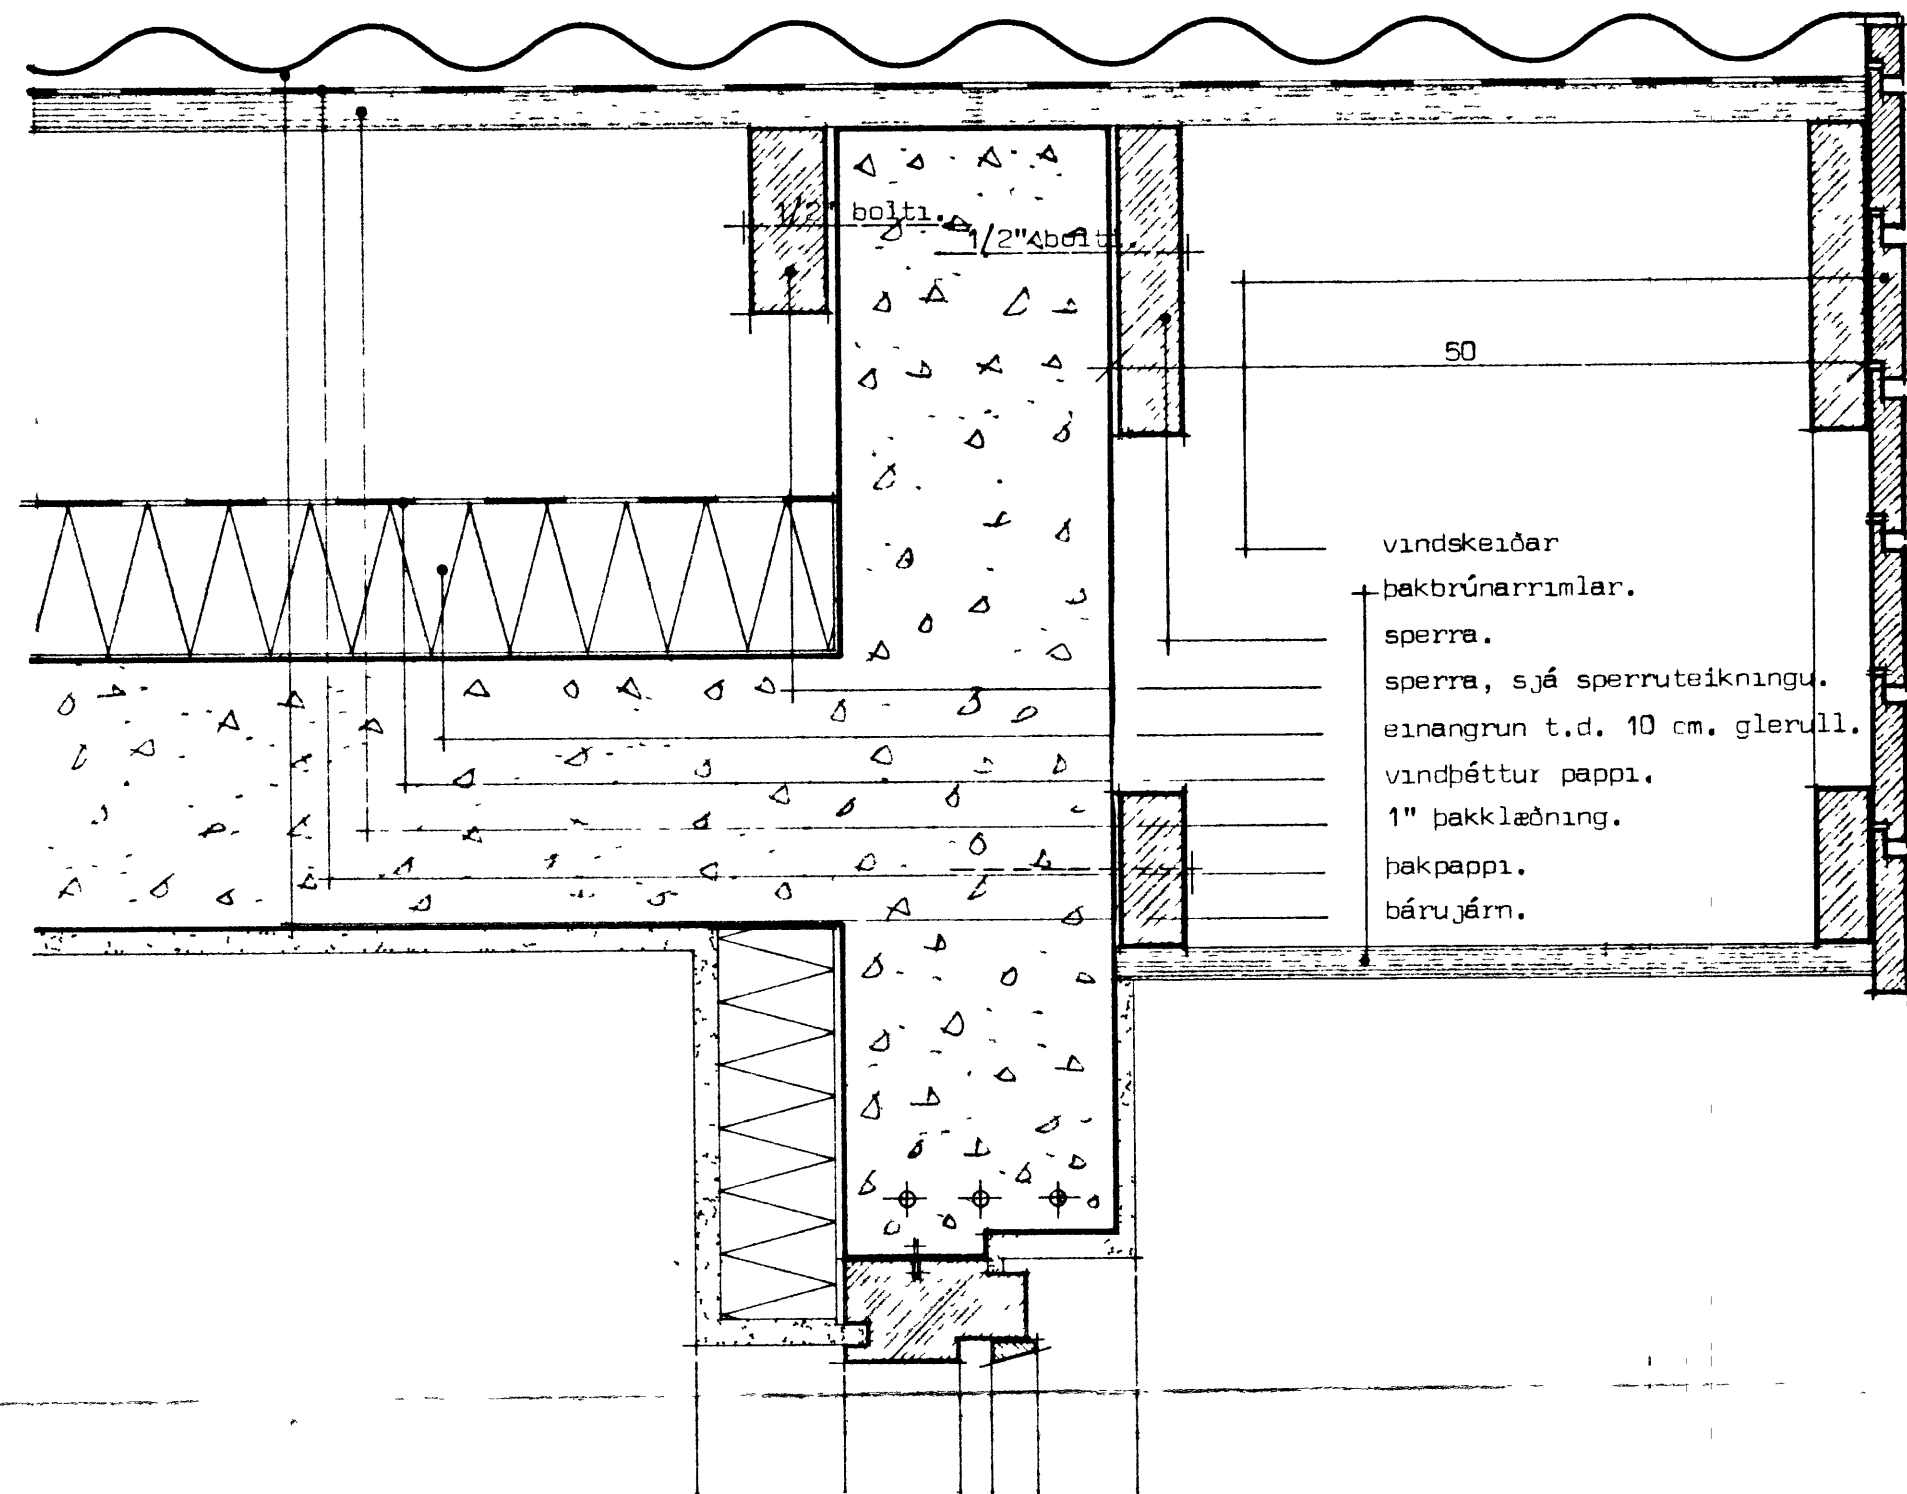 1/2" bolti.
1/2" bolti.
50
vindskeiðar
þakbrúnarrimlar.
sperra.
sperra, sjá sperruteikningu.
einangrun t.d. 10 cm. glerull.
vindþéttur pappi.
1" þakklæðning.
þakpappi.
bárujárn.